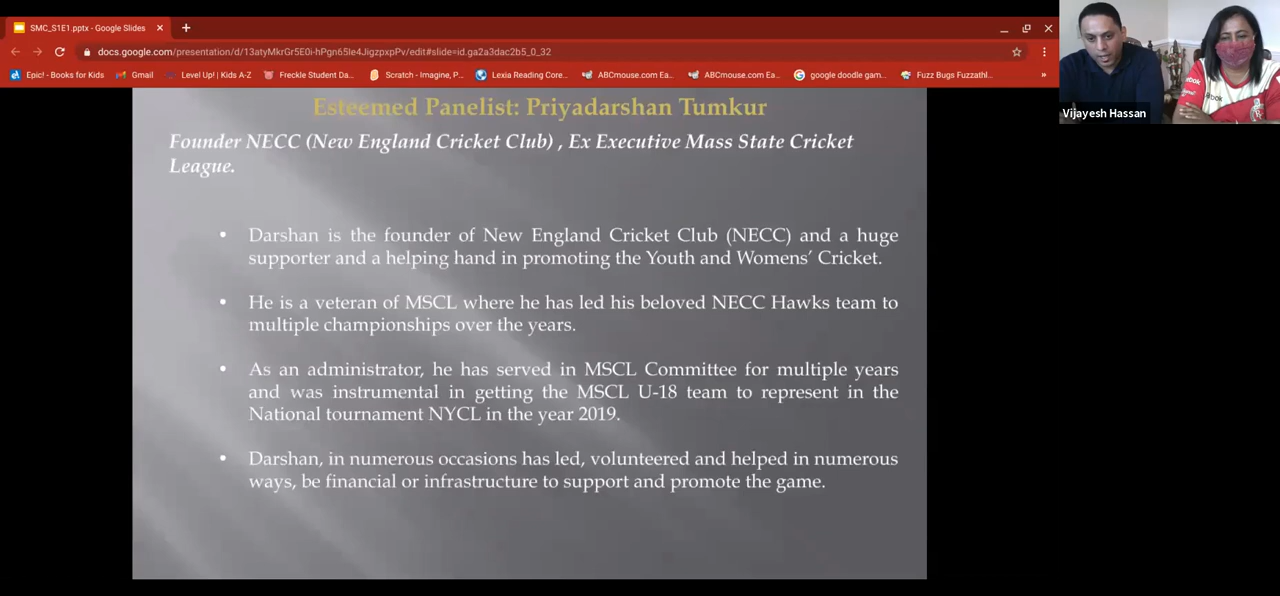 SMC_S1E1.pptx - Google Slides
docs.google.com/presentation/d/13atyMkrGr5E0i-hPgn65Ie4JigzpxpPv/edit#slide=id.ga2a3dac2b5_0_32
Epic! - Books for Kids Gmail Level Up! | Kids A-Z Freckle Student Da... Scratch - Imagine, P... Lexia Reading Core... ABCmouse.com Ea... ABCmouse.com Ea... google doodle gam... Fuzz Bugs Fuzzathl... »
Vijayesh Hassan
Esteemed Panelist: Priyadarshan Tumkur
Founder NECC (New England Cricket Club) , Ex Executive Mass State Cricket
League.
• Darshan is the founder of New England Cricket Club (NECC) and a huge
supporter and a helping hand in promoting the Youth and Womens’ Cricket.
• He is a veteran of MSCL where he has led his beloved NECC Hawks team to
multiple championships over the years.
• As an administrator, he has served in MSCL Committee for multiple years
and was instrumental in getting the MSCL U-18 team to represent in the
National tournament NYCL in the year 2019.
• Darshan, in numerous occasions has led, volunteered and helped in numerous
ways, be financial or infrastructure to support and promote the game.